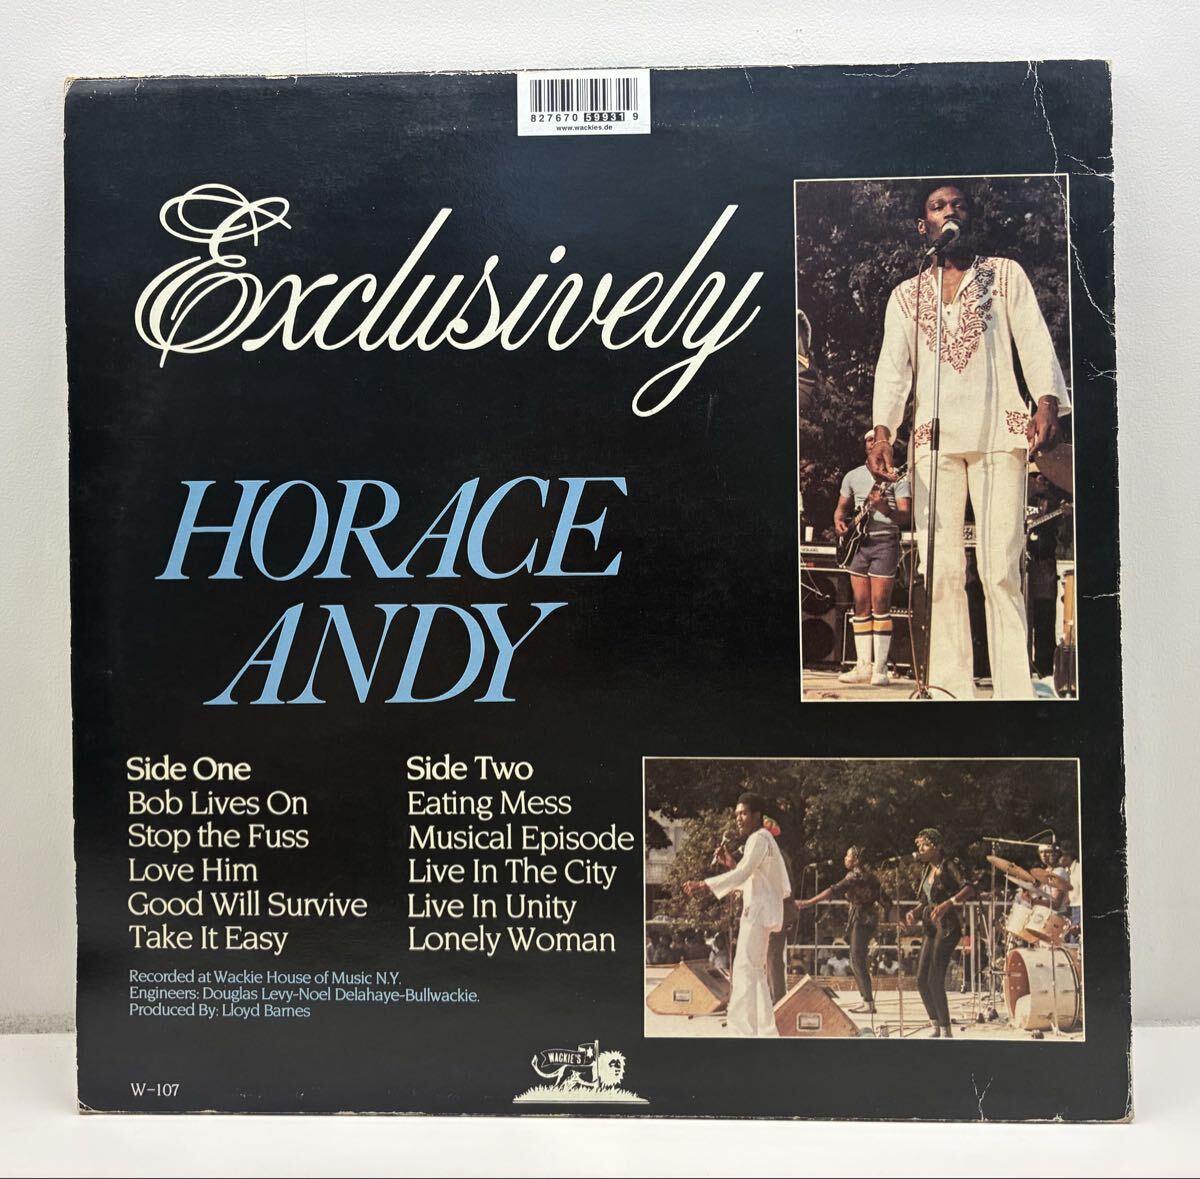 827670 59931 9
www.wackies.de
Exclusively
HORACE
ANDY
Side One
Bob Lives On
Stop the Fuss
Love Him
Good Will Survive
Take It Easy
Side Two
Eating Mess
Musical Episode
Live In The City
Live In Unity
Lonely Woman
Recorded at Wackie House of Music N.Y.
Engineers: Douglas Levy-Noel Delahaye-Bullwackie.
Produced By: Lloyd Barnes
WACKIE'S
W-107